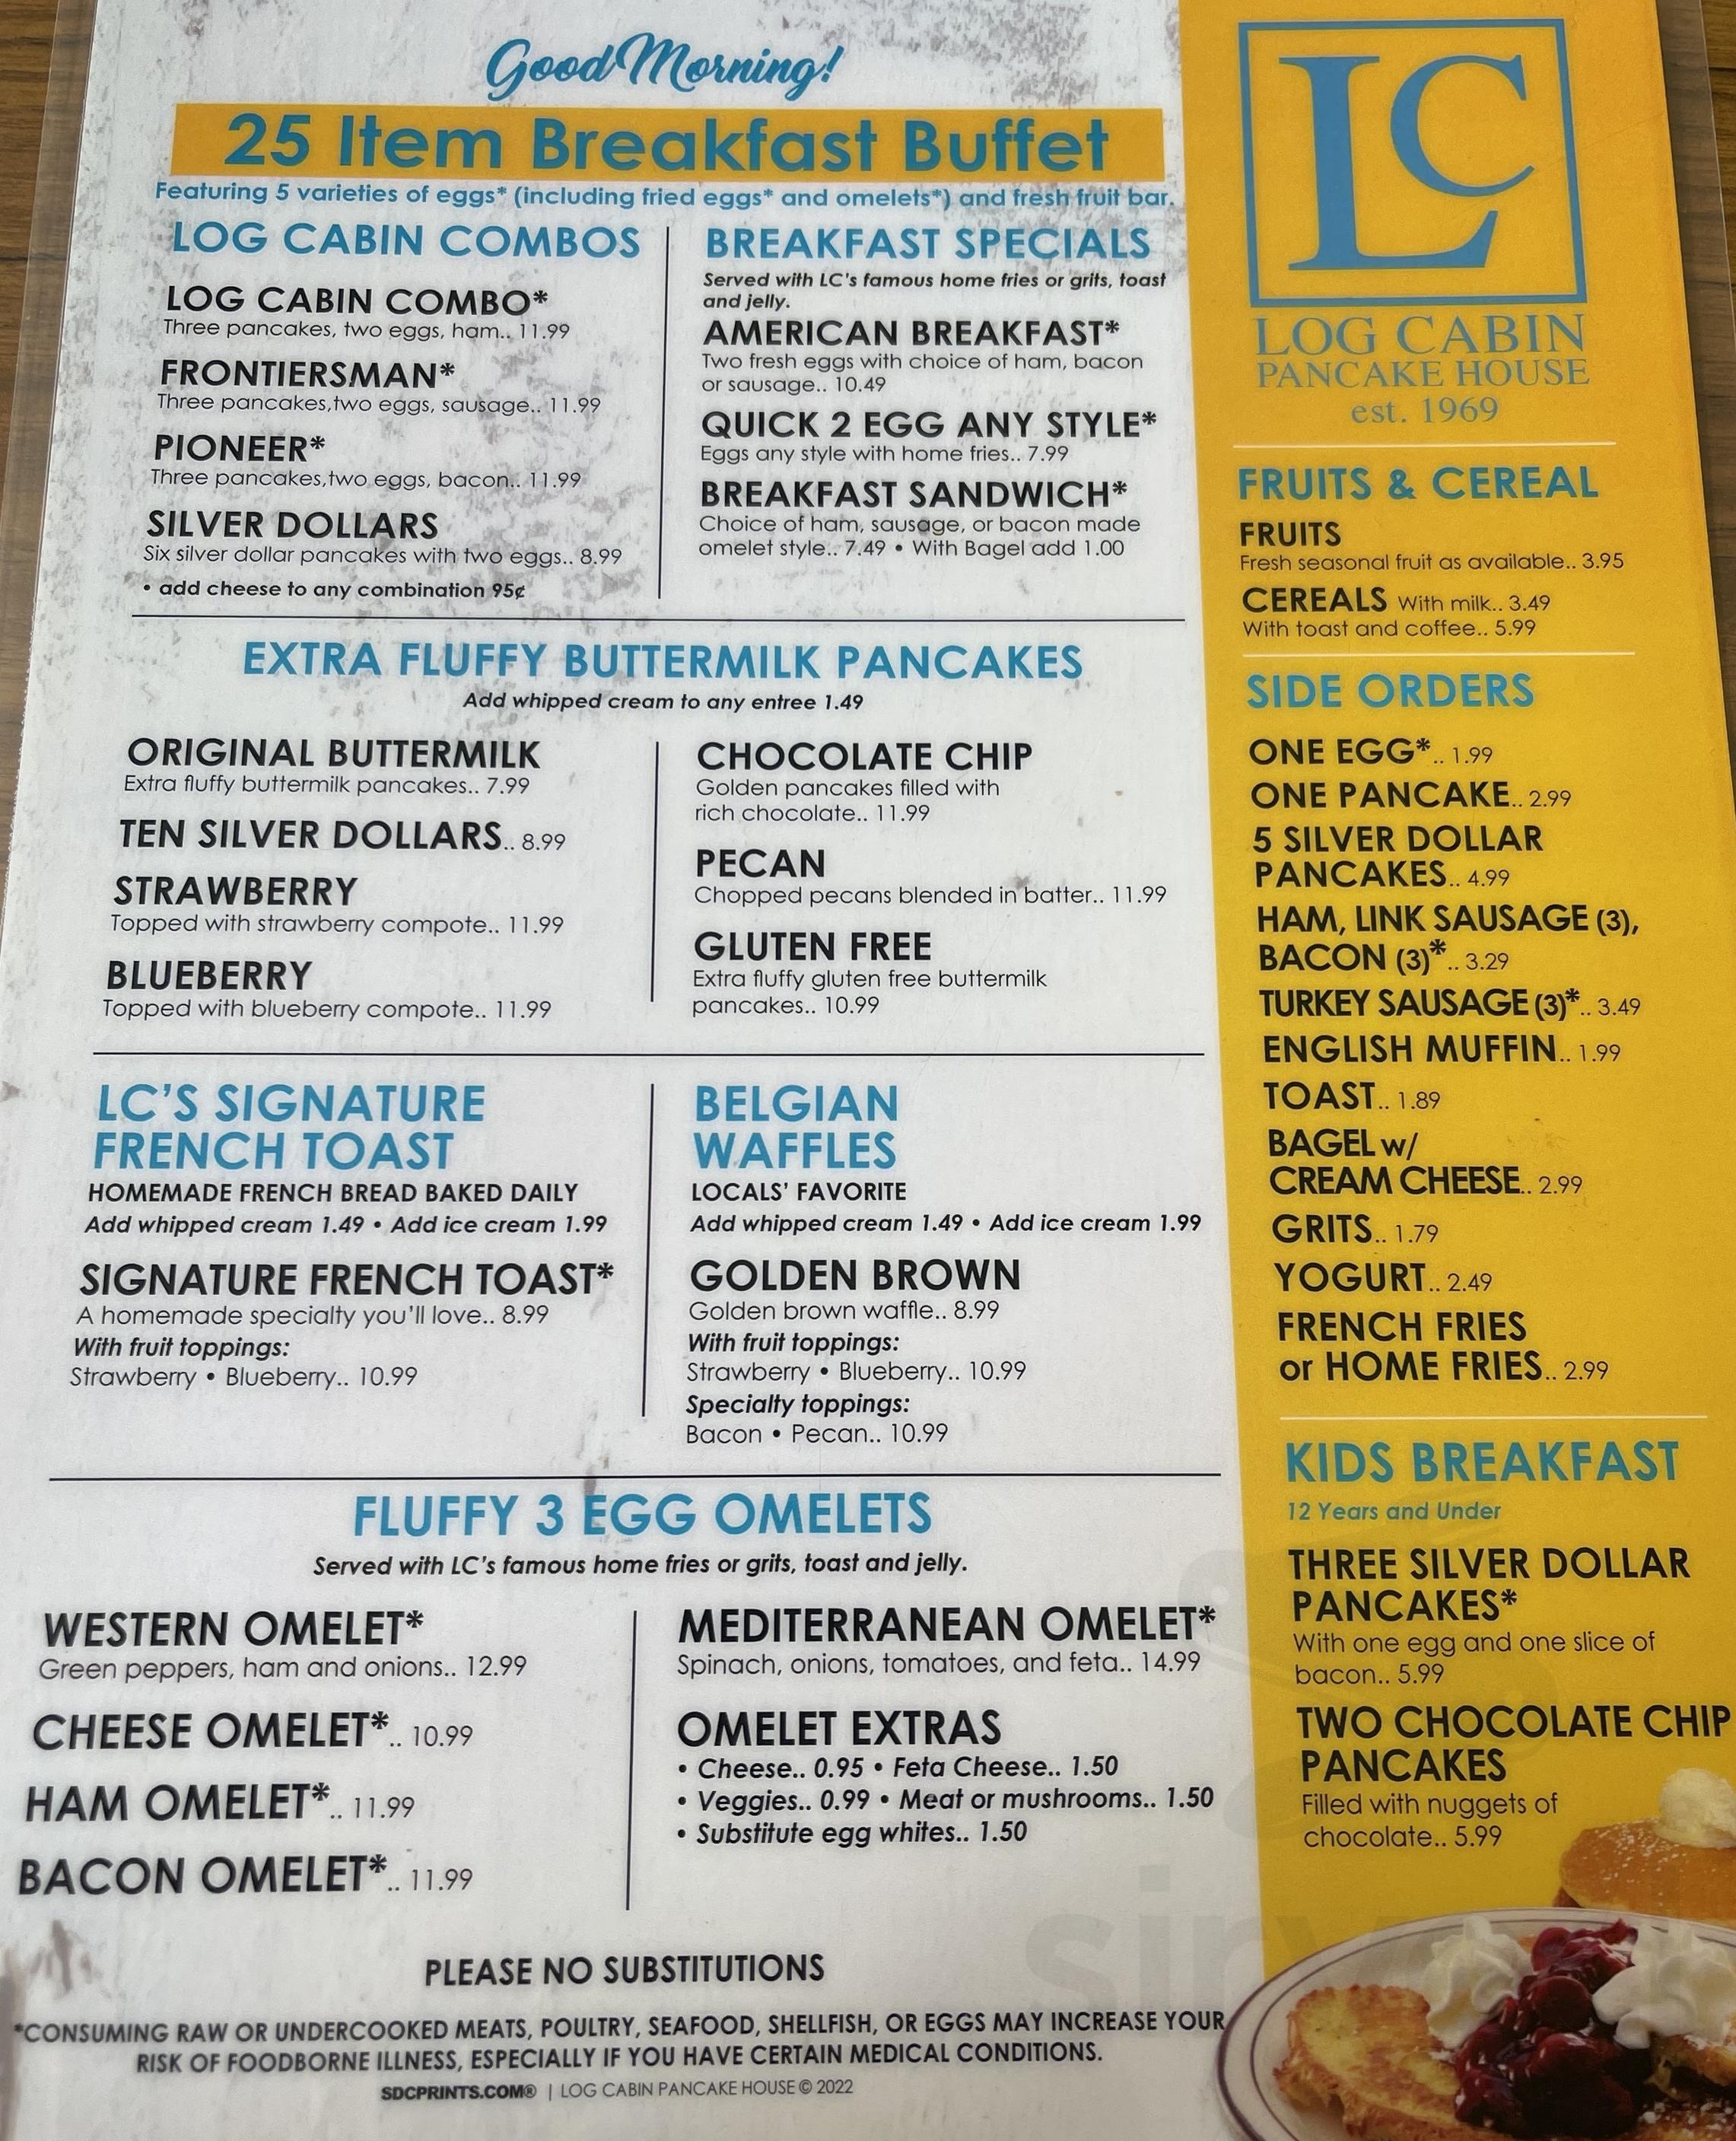 Good Morning!
25 Item Breakfast Buffet
Featuring 5 varieties of eggs* (including fried eggs* and omelets*) and fresh fruit bar.
LOG CABIN COMBOS
LOG CABIN COMBO*
Three pancakes, two eggs, ham.. 11.99
FRONTIERSMAN*
Three pancakes,two eggs, sausage.. 11.99
PIONEER*
Three pancakes,two eggs, bacon.. 11.99
SILVER DOLLARS
Six silver dollar pancakes with two eggs.. 8.99
• add cheese to any combination 95¢
BREAKFAST SPECIALS
Served with LC's famous home fries or grits, toast
and jelly.
AMERICAN BREAKFAST*
Two fresh eggs with choice of ham, bacon
or sausage.. 10.49
QUICK 2 EGG ANY STYLE*
Eggs any style with home fries.. 7.99
BREAKFAST SANDWICH*
Choice of ham, sausage, or bacon made
omelet style.. 7.49 • With Bagel add 1.00
EXTRA FLUFFY BUTTERMILK PANCAKES
Add whipped cream to any entree 1.49
ORIGINAL BUTTERMILK
Extra fluffy buttermilk pancakes.. 7.99
TEN SILVER DOLLARS.. 8.99
STRAWBERRY
Topped with strawberry compote.. 11.99
BLUEBERRY
Topped with blueberry compote.. 11.99
CHOCOLATE CHIP
Golden pancakes filled with
rich chocolate.. 11.99
PECAN
Chopped pecans blended in batter.. 11.99
GLUTEN FREE
Extra fluffy gluten free buttermilk
pancakes.. 10.99
LC'S SIGNATURE
FRENCH TOAST
HOMEMADE FRENCH BREAD BAKED DAILY
Add whipped cream 1.49 • Add ice cream 1.99
SIGNATURE FRENCH TOAST*
A homemade specialty you'll love.. 8.99
With fruit toppings:
Strawberry • Blueberry.. 10.99
BELGIAN
WAFFLES
LOCALS' FAVORITE
Add whipped cream 1.49 • Add ice cream 1.99
GOLDEN BROWN
Golden brown waffle.. 8.99
With fruit toppings:
Strawberry • Blueberry.. 10.99
Specialty toppings:
Bacon • Pecan.. 10.99
FLUFFY 3 EGG OMELETS
Served with LC's famous home fries or grits, toast and jelly.
WESTERN OMELET*
Green peppers, ham and onions.. 12.99
CHEESE OMELET*.. 10.99
HAM OMELET*.. 11.99
BACON OMELET*.. 11.99
MEDITERRANEAN OMELET*
Spinach, onions, tomatoes, and feta.. 14.99
OMELET EXTRAS
• Cheese.. 0.95 • Feta Cheese.. 1.50
• Veggies.. 0.99 • Meat or mushrooms.. 1.50
• Substitute egg whites.. 1.50
PLEASE NO SUBSTITUTIONS
*CONSUMING RAW OR UNDERCOOKED MEATS, POULTRY, SEAFOOD, SHELLFISH, OR EGGS MAY INCREASE YOUR
RISK OF FOODBORNE ILLNESS, ESPECIALLY IF YOU HAVE CERTAIN MEDICAL CONDITIONS.
SDCPRINTS.COM® | LOG CABIN PANCAKE HOUSE © 2022
LC
LOG CABIN
PANCAKE HOUSE
est. 1969
FRUITS & CEREAL
FRUITS
Fresh seasonal fruit as available.. 3.95
CEREALS With milk.. 3.49
With toast and coffee.. 5.99
SIDE ORDERS
ONE EGG*.. 1.99
ONE PANCAKE.. 2.99
5 SILVER DOLLAR
PANCAKES.. 4.99
HAM, LINK SAUSAGE (3),
BACON (3)*.. 3.29
TURKEY SAUSAGE (3)*.. 3.49
ENGLISH MUFFIN.. 1.99
TOAST.. 1.89
BAGEL w/
CREAM CHEESE.. 2.99
GRITS.. 1.79
YOGURT.. 2.49
FRENCH FRIES
or HOME FRIES.. 2.99
KIDS BREAKFAST
12 Years and Under
THREE SILVER DOLLAR
PANCAKES*
With one egg and one slice of
bacon.. 5.99
TWO CHOCOLATE CHIP
PANCAKES
Filled with nuggets of
chocolate.. 5.99